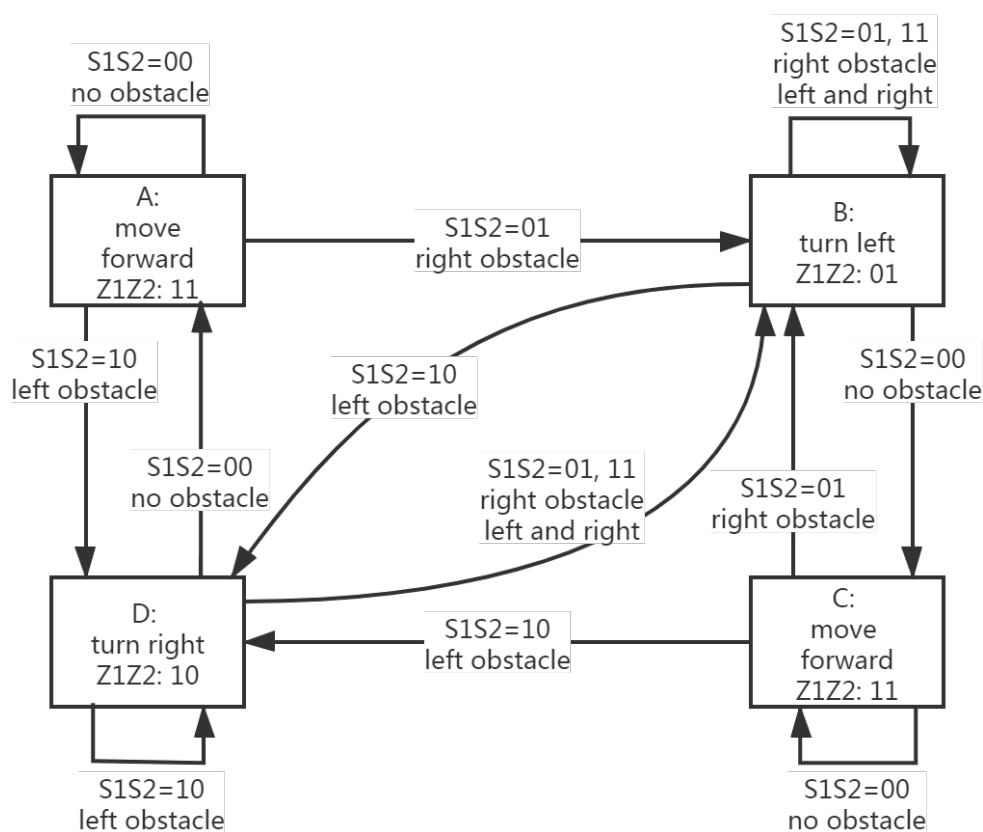 S1S2=00
no obstacle
S1S2=01, 11
right obstacle
left and right
A:
move
forward
Z1Z2: 11
S1S2=01
right obstacle
B:
turn left
Z1Z2: 01
S1S2=10
left obstacle
S1S2=10
left obstacle
S1S2=00
no obstacle
S1S2=00
no obstacle
S1S2=01, 11
right obstacle
left and right
S1S2=01
right obstacle
D:
turn right
Z1Z2: 10
S1S2=10
left obstacle
C:
move
forward
Z1Z2: 11
S1S2=10
left obstacle
S1S2=00
no obstacle